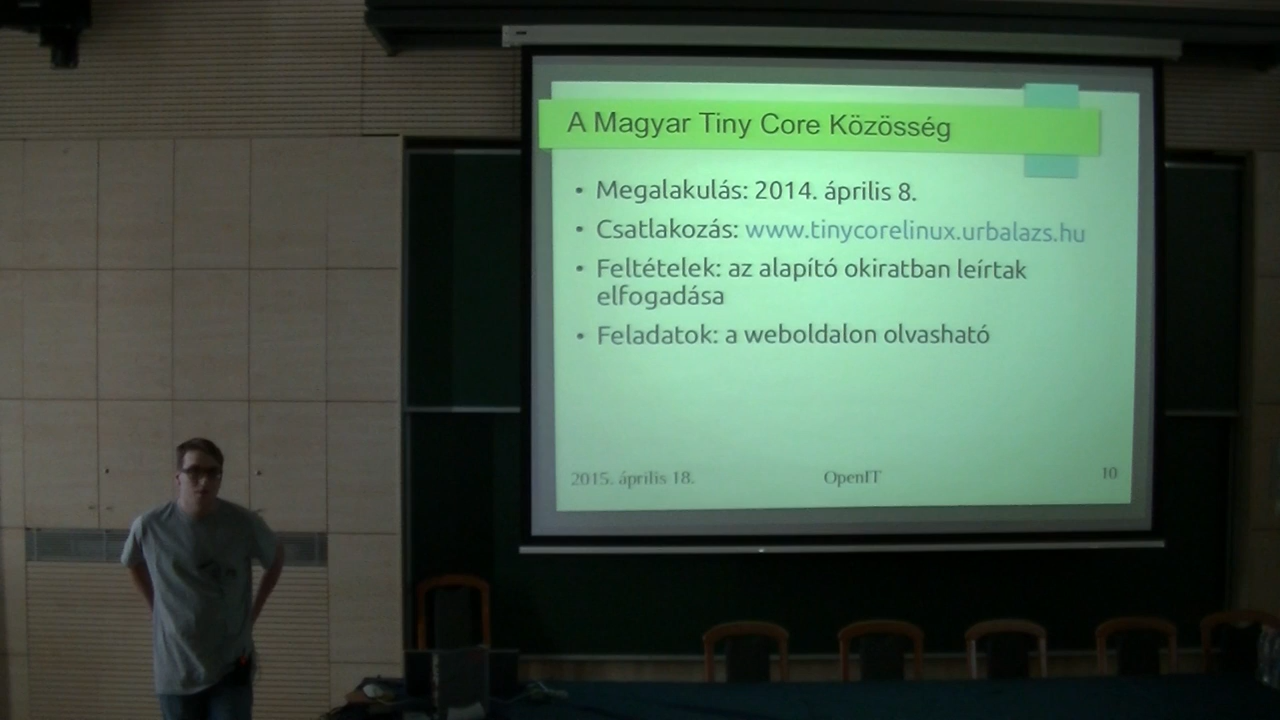 A Magyar Tiny Core Közösség
• Megalakulás: 2014. április 8.
• Csatlakozás: www.tinycorelinux.urbalazs.hu
• Feltételek: az alapító okiratban leírtak
elfogadása
• Feladatok: a weboldalon olvasható
2015. április 18. OpenIT 10